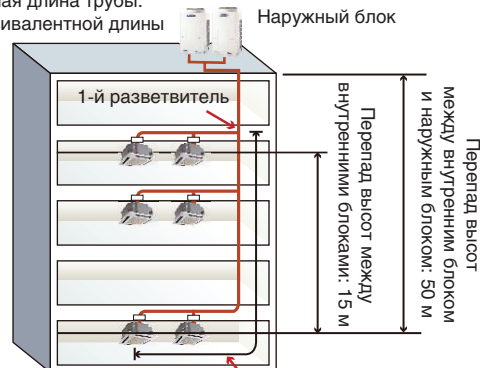 ная длина трубы:
ивалентной длины
Наружный блок
1-й разветвитель
Перепад высот между
внутренними блоками: 15 м
Перепад высот
между внутренним блоком
и наружным блоком: 50 м